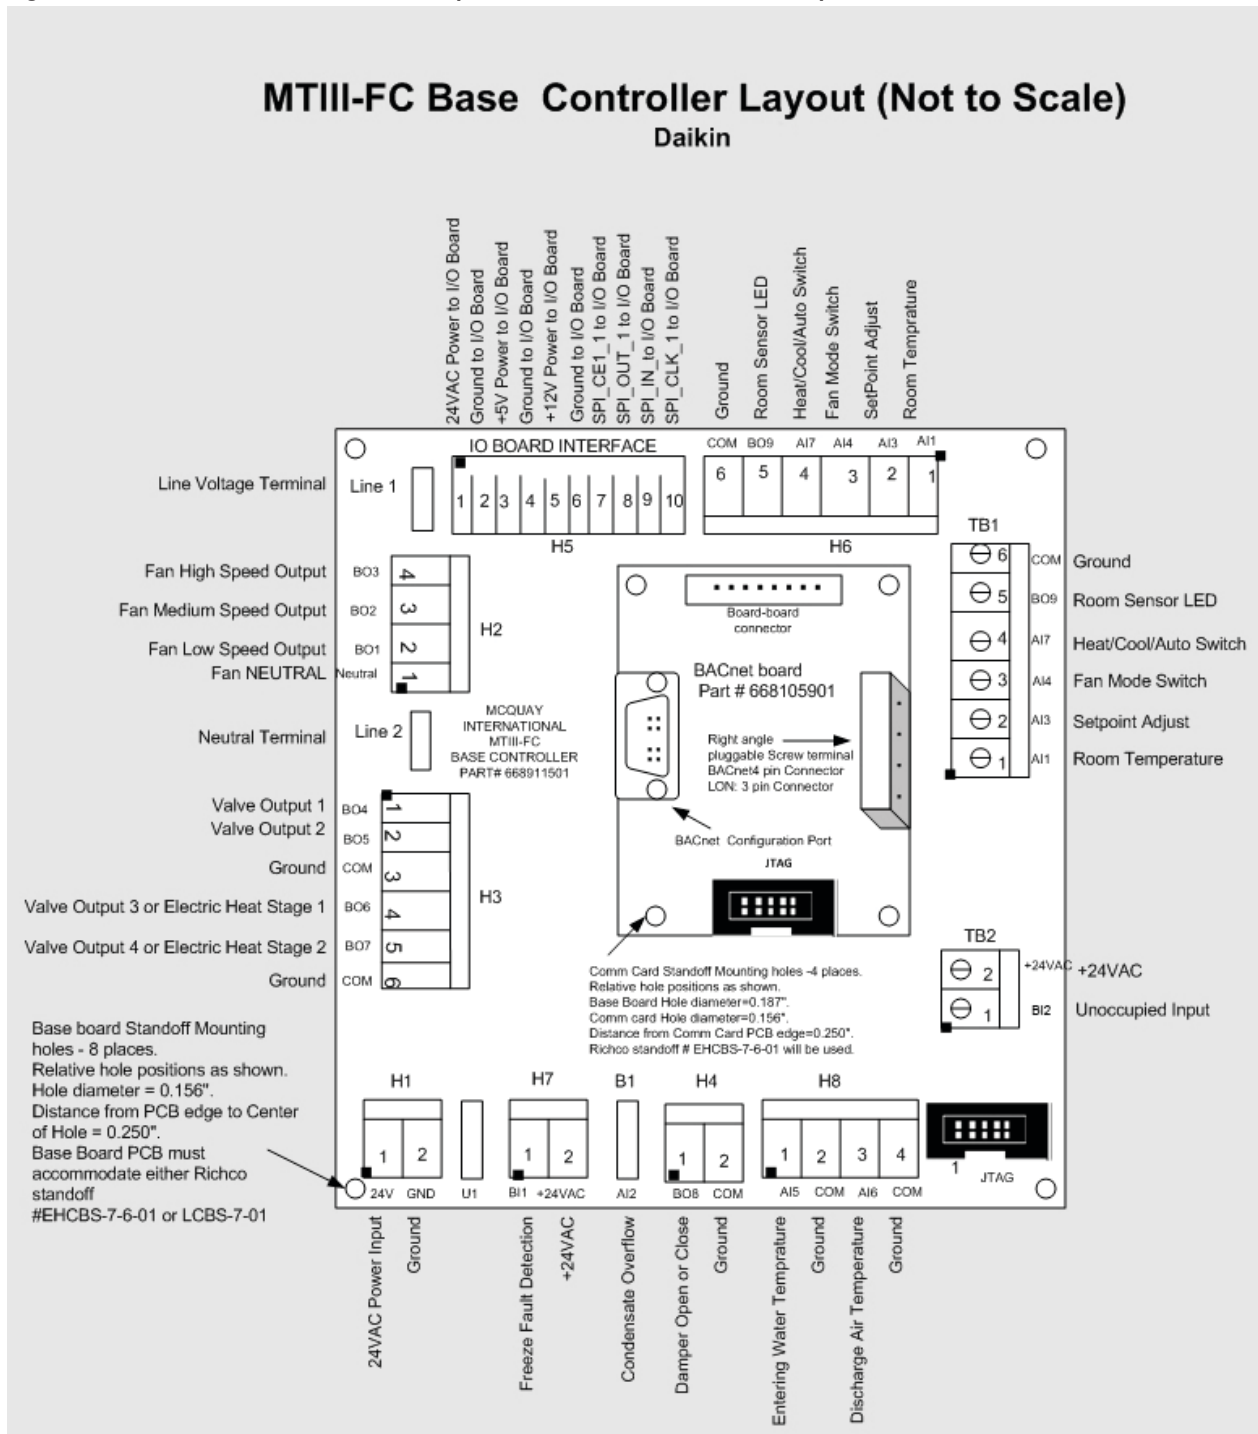 MTIII-FC Base Controller Layout (Not to Scale)
Daikin
24VAC Power to I/O Board
Ground to I/O Board
+5V Power to I/O Board
Ground to I/O Board
+12V Power to I/O Board
Ground to I/O Board
SPI_CE1_1 to I/O Board
SPI_OUT_1 to I/O Board
SPI_IN_to I/O Board
SPI_CLK_1 to I/O Board
Ground
Room Sensor LED
Heat/Cool/Auto Switch
Fan Mode Switch
SetPoint Adjust
Room Temprature
IO BOARD INTERFACE
1 2 3 4 5 6 7 8 9 10
H5
COM BO9 AI7 AI4 AI3 AI1
6 5 4 3 2 1
H6
Line Voltage Terminal
Line 1
Fan High Speed Output
BO3
4
Fan Medium Speed Output
BO2
3
Fan Low Speed Output
BO1
2
Fan NEUTRAL
Neutral
1
H2
Neutral Terminal
Line 2
MCQUAY
INTERNATIONAL
MTIII-FC
BASE CONTROLLER
PART# 668911501
Valve Output 1
BO4
1
Valve Output 2
BO5
2
Ground
COM
3
Valve Output 3 or Electric Heat Stage 1
BO6
4
Valve Output 4 or Electric Heat Stage 2
BO7
5
Ground
COM
6
H3
Board-board
connector
BACnet board
Part # 668105901
Right angle
pluggable Screw terminal
BACnet4 pin Connector
LON: 3 pin Connector
BACnet Configuration Port
JTAG
TB1
6 COM Ground
5 BO9 Room Sensor LED
4 AI7 Heat/Cool/Auto Switch
3 AI4 Fan Mode Switch
2 AI3 Setpoint Adjust
1 AI1 Room Temperature
TB2
2 +24VAC +24VAC
1 BI2 Unoccupied Input
Comm Card Standoff Mounting holes -4 places.
Relative hole positions as shown.
Base Board Hole diameter=0.187".
Comm card Hole diameter=0.156".
Distance from Comm Card PCB edge=0.250".
Richco standoff # EHCBS-7-6-01 will be used.
Base board Standoff Mounting
holes - 8 places.
Relative hole positions as shown.
Hole diameter = 0.156".
Distance from PCB edge to Center
of Hole = 0.250".
Base Board PCB must
accommodate either Richco
standoff
#EHCBS-7-6-01 or LCBS-7-01
H1
1 2
24V GND
U1
H7
1 2
BI1 +24VAC
B1
AI2
H4
1 2
BO8 COM
H8
1 2 3 4
AI5 COM AI6 COM
1
JTAG
24VAC Power Input
Ground
Freeze Fault Detection
+24VAC
Condensate Overflow
Damper Open or Close
Ground
Entering Water Temprature
Ground
Discharge Air Temperature
Ground